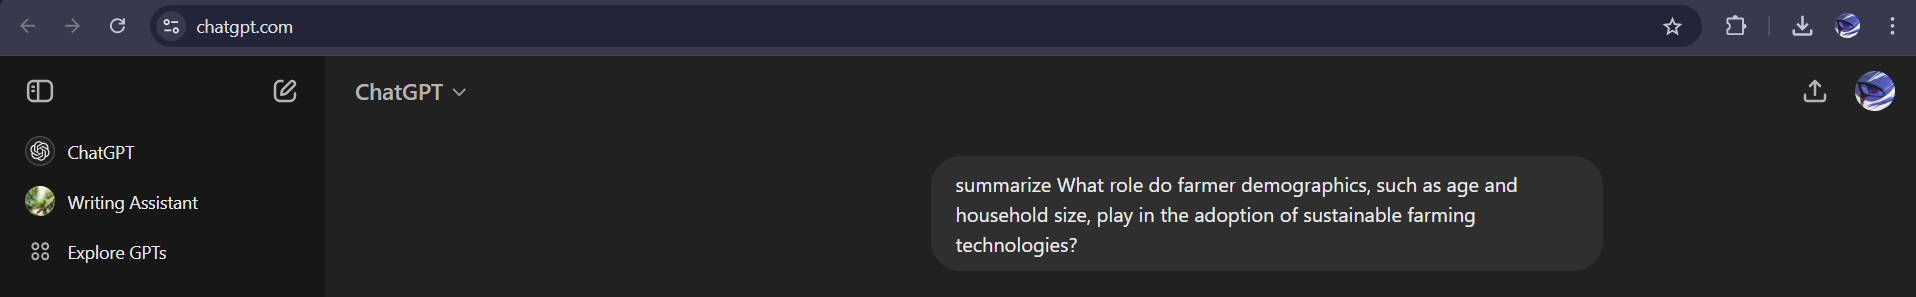 chatgpt.com
ChatGPT
ChatGPT
Writing Assistant
Explore GPTs
summarize What role do farmer demographics, such as age and
household size, play in the adoption of sustainable farming
technologies?